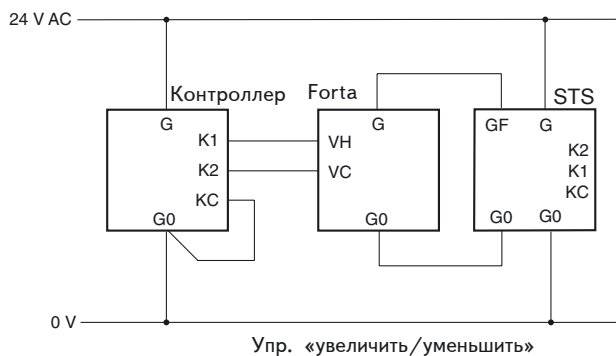 24 V AC
Контроллер
Forta
STS
G
G
GF
G
K1
VH
K2
K2
VC
K1
KC
KC
G0
G0
G0
G0
0 V
Упр. «увеличить/уменьшить»